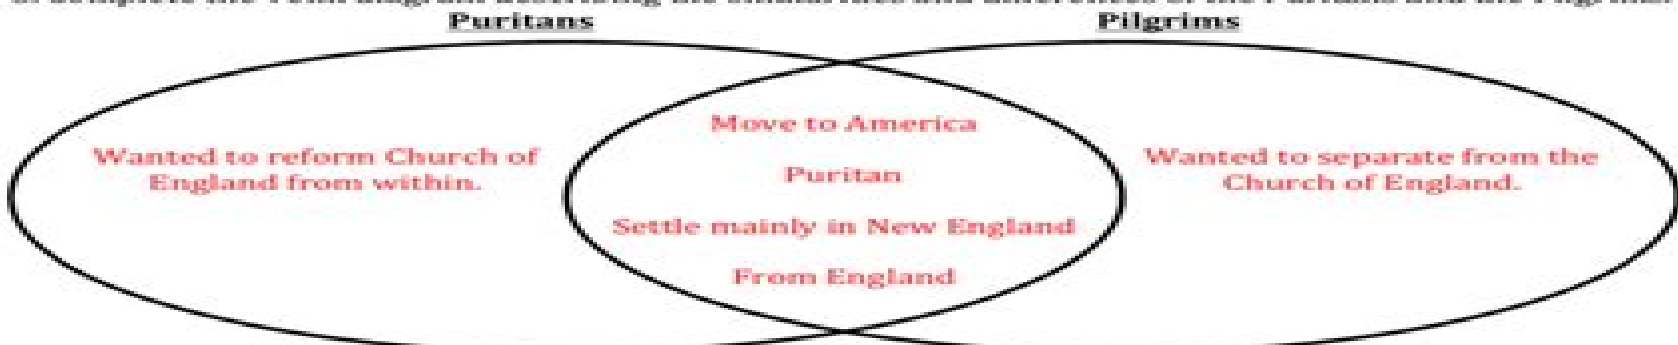 Puritans
Pilgrims
Wanted to reform Church of
England from within.
Move to America
Puritan
Settle mainly in New England
From England
Wanted to separate from the
Church of England.